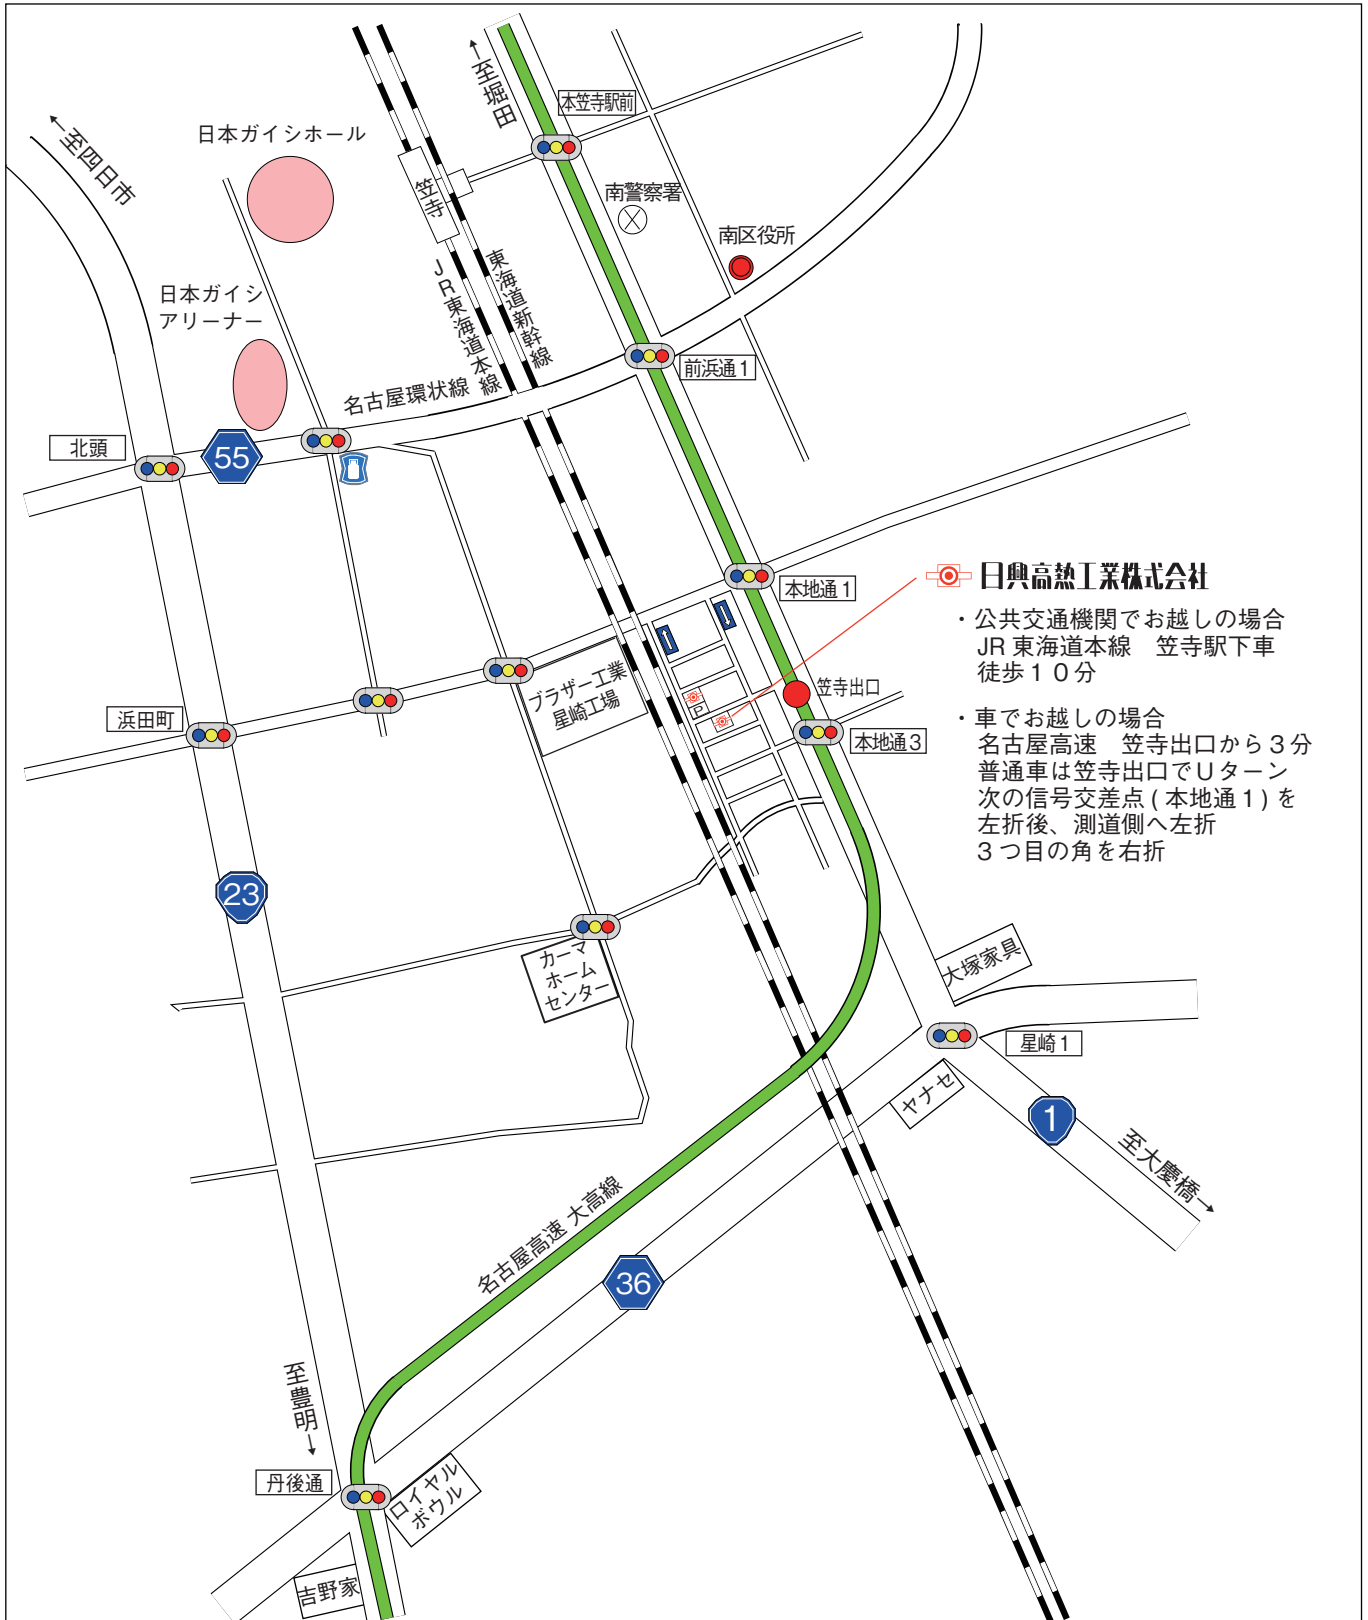 ←至堀田
本笠寺駅前
日本ガイシホール
←至四日市
笠寺
南警察署
南区役所
東海道新幹線
JR東海道本線
日本ガイシ
アリーナー
前浜通1
名古屋環状線
北頭
55
日興高熱工業株式会社
本地通1
・公共交通機関でお越しの場合
JR 東海道本線　笠寺駅下車
徒歩１０分
ブラザー工業
星崎工場
P
笠寺出口
浜田町
本地通3
・車でお越しの場合
名古屋高速　笠寺出口から３分
普通車は笠寺出口でUターン
次の信号交差点 ( 本地通 1 ) を
左折後、測道側へ左折
３つ目の角を右折
23
カーマ
ホーム
センター
大塚家具
星崎1
ヤナセ
1
至大慶橋→
名古屋高速 大高線
36
至豊明→
丹後通
ロイヤル
ボウル
吉野家